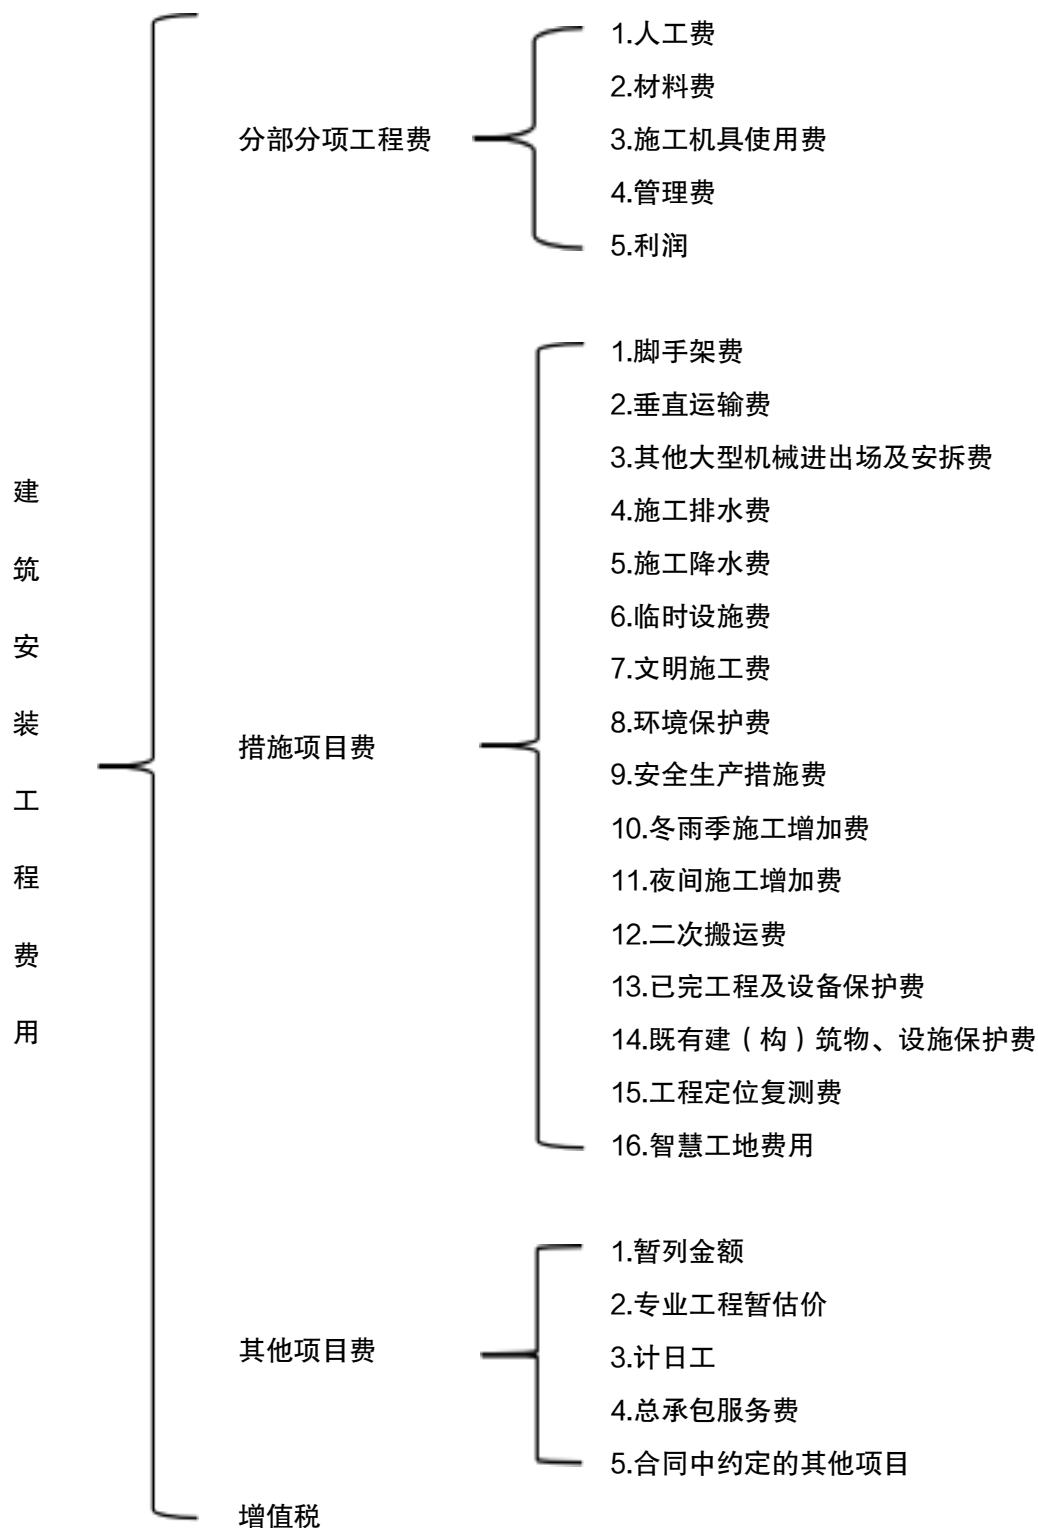 建筑安装工程费用
分部分项工程费
1.人工费
2.材料费
3.施工机具使用费
4.管理费
5.利润
措施项目费
1.脚手架费
2.垂直运输费
3.其他大型机械进出场及安拆费
4.施工排水费
5.施工降水费
6.临时设施费
7.文明施工费
8.环境保护费
9.安全生产措施费
10.冬雨季施工增加费
11.夜间施工增加费
12.二次搬运费
13.已完工程及设备保护费
14.既有建（构）筑物、设施保护费
15.工程定位复测费
16.智慧工地费用
其他项目费
1.暂列金额
2.专业工程暂估价
3.计日工
4.总承包服务费
5.合同中约定的其他项目
增值税